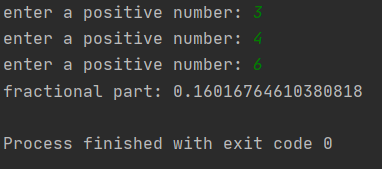 enter a positive number: 3
enter a positive number: 4
enter a positive number: 6
fractional part: 0.16016764610380818
Process finished with exit code 0